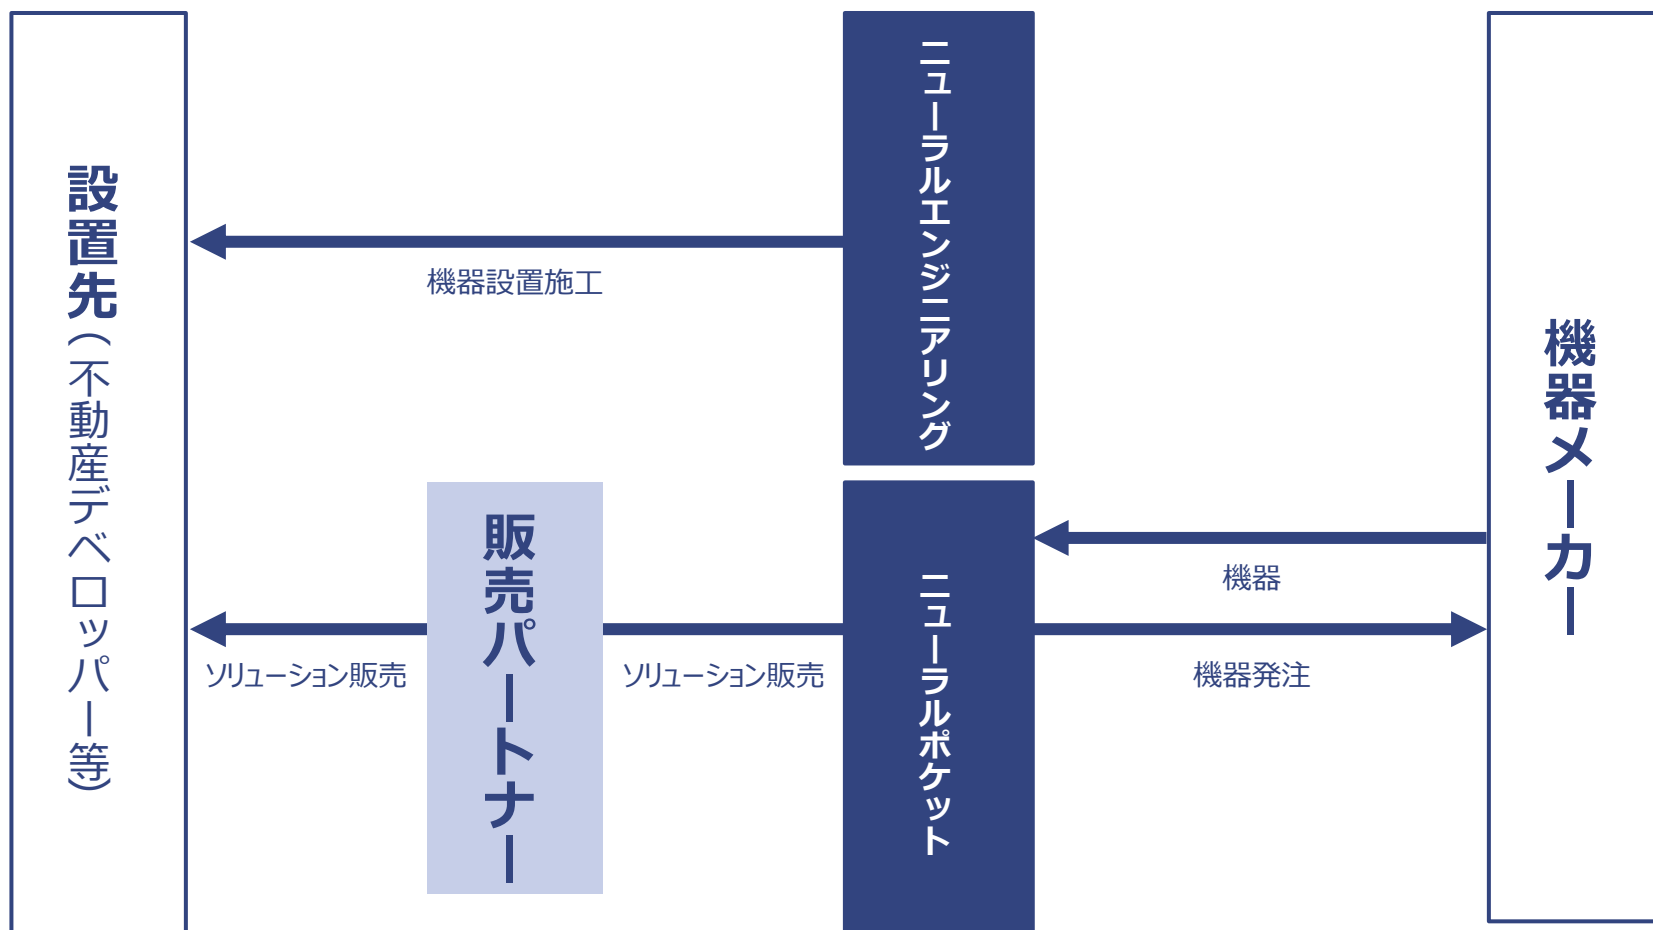 設置先(不動産デベロッパー等)
機器設置施工
ソリューション販売
販売パートナー
ソリューション販売
ニューラルエンジニアリング
ニューラルポケット
機器
機器発注
機器メーカー